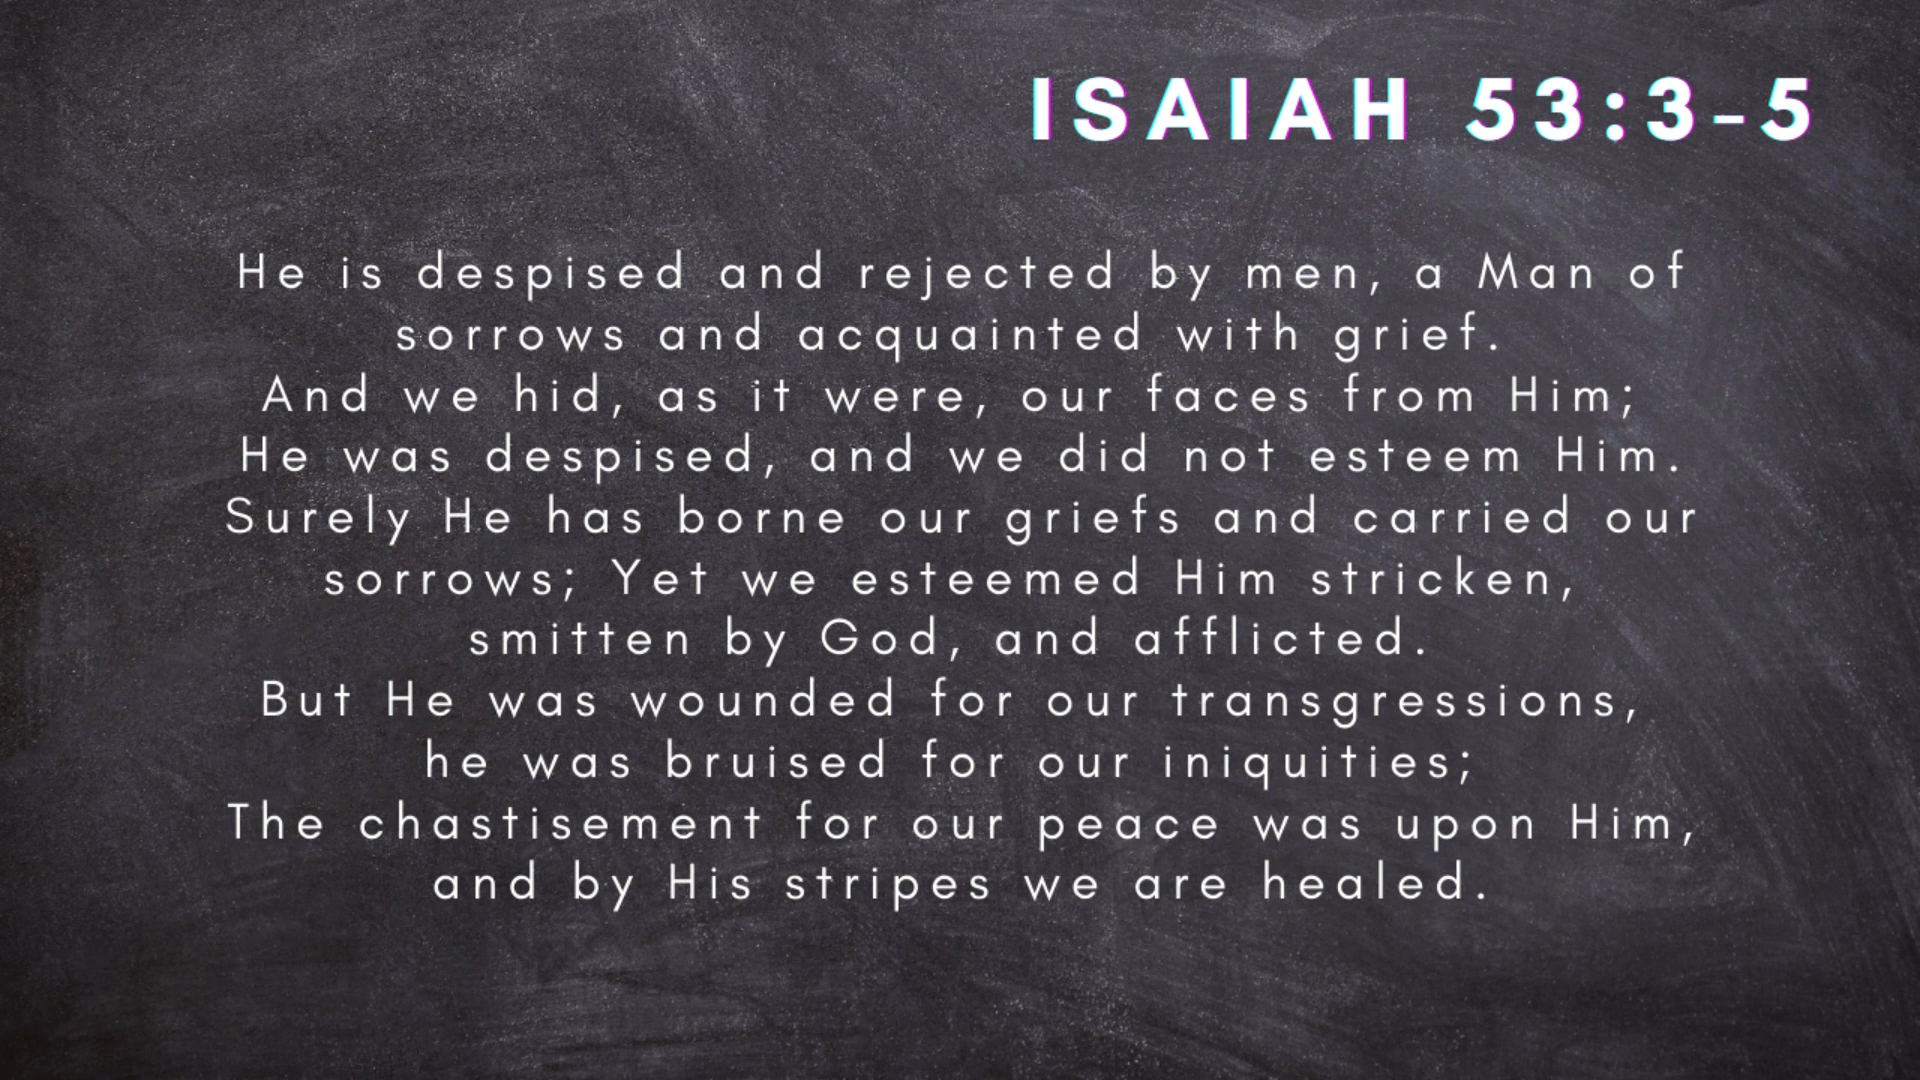 ISAIAH 53:3-5
He is despised and rejected by men, a Man of
sorrows and acquainted with grief.
And we hid, as it were, our faces from Him;
He was despised, and we did not esteem Him.
Surely He has borne our griefs and carried our
sorrows; Yet we esteemed Him stricken,
smitten by God, and afflicted.
But He was wounded for our transgressions,
he was bruised for our iniquities;
The chastisement for our peace was upon Him,
and by His stripes we are healed.